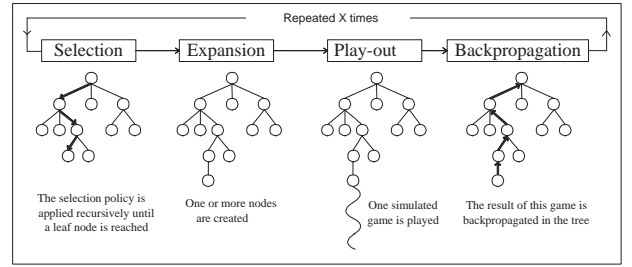 Repeated X times
Selection
Expansion
Play-out
Backpropagation
The selection policy is
applied recursively until
a leaf node is reached
One or more nodes
are created
One simulated
game is played
The result of this game is
backpropagated in the tree